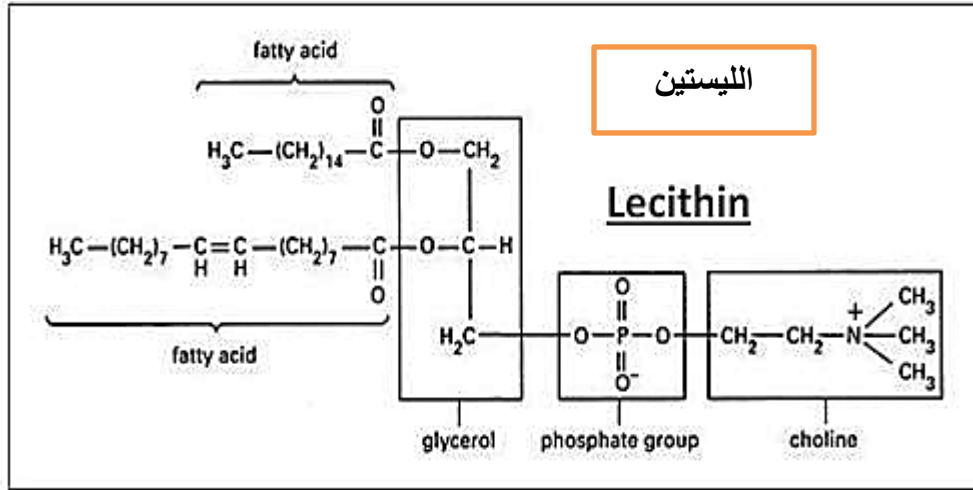 fatty acid
الليستين
O
H₃C—(CH₂)₁₄—C—O—CH₂
Lecithin
H₃C—(CH₂)₇—C=C—(CH₂)₇—C—O—C—H
H H O
O
H₂C—O—P—O—CH₂—CH₂—N⁺
CH₃
CH₃
CH₃
O⁻
fatty acid
glycerol phosphate group choline